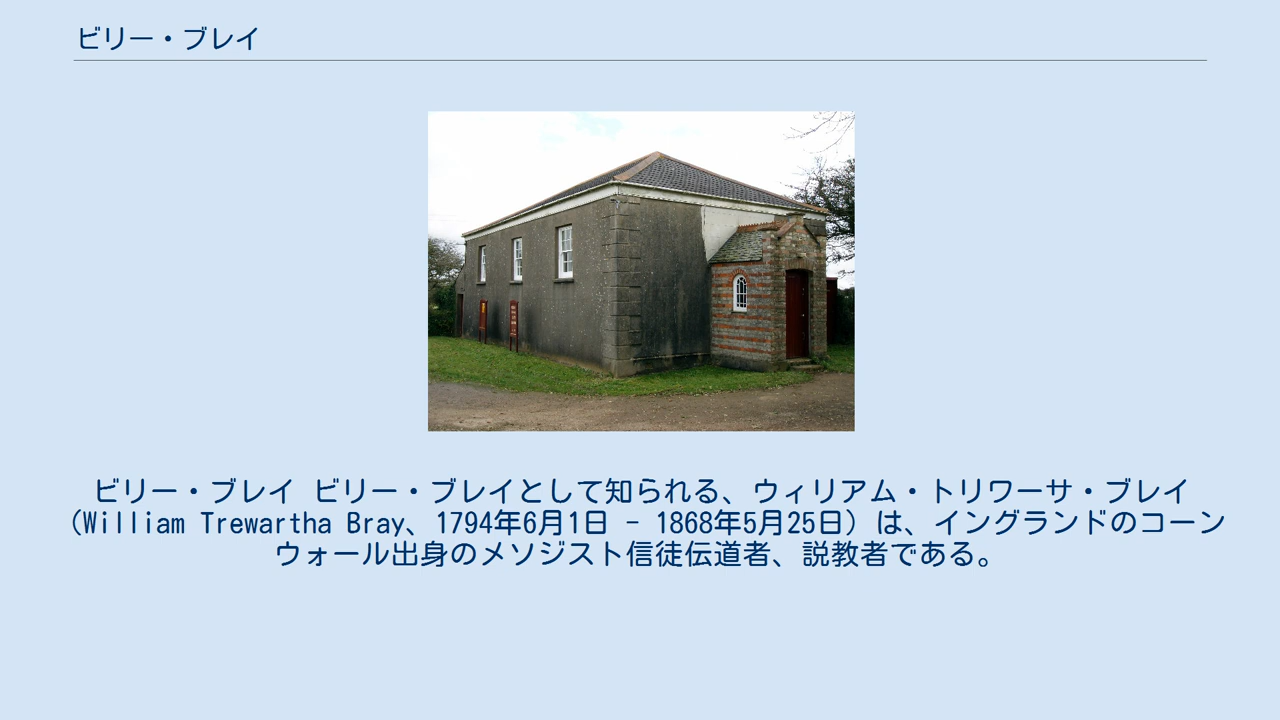 ビリー・ブレイ
ビリー・ブレイ ビリー・ブレイとして知られる、ウィリアム・トリワーサ・ブレイ
(William Trewartha Bray、1794年6月1日 - 1868年5月25日) は、イングランドのコーン
ウォール出身のメソジスト信徒伝道者、説教者である。